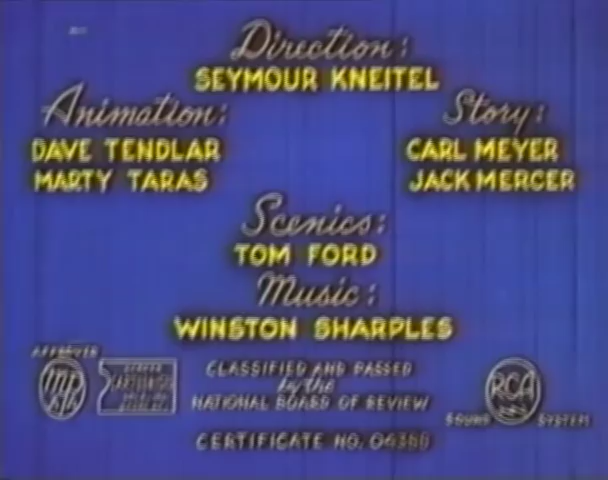 Direction:
SEYMOUR KNEITEL
Animation:
DAVE TENDLAR
MARTY TARAS
Story:
CARL MEYER
JACK MERCER
Scenics:
TOM FORD
Music:
WINSTON SHARPLES
APPROVED
CLASSIFIED AND PASSED
by the
NATIONAL BOARD OF REVIEW
CERTIFICATE NO.
RCA
SOUND SYSTEM